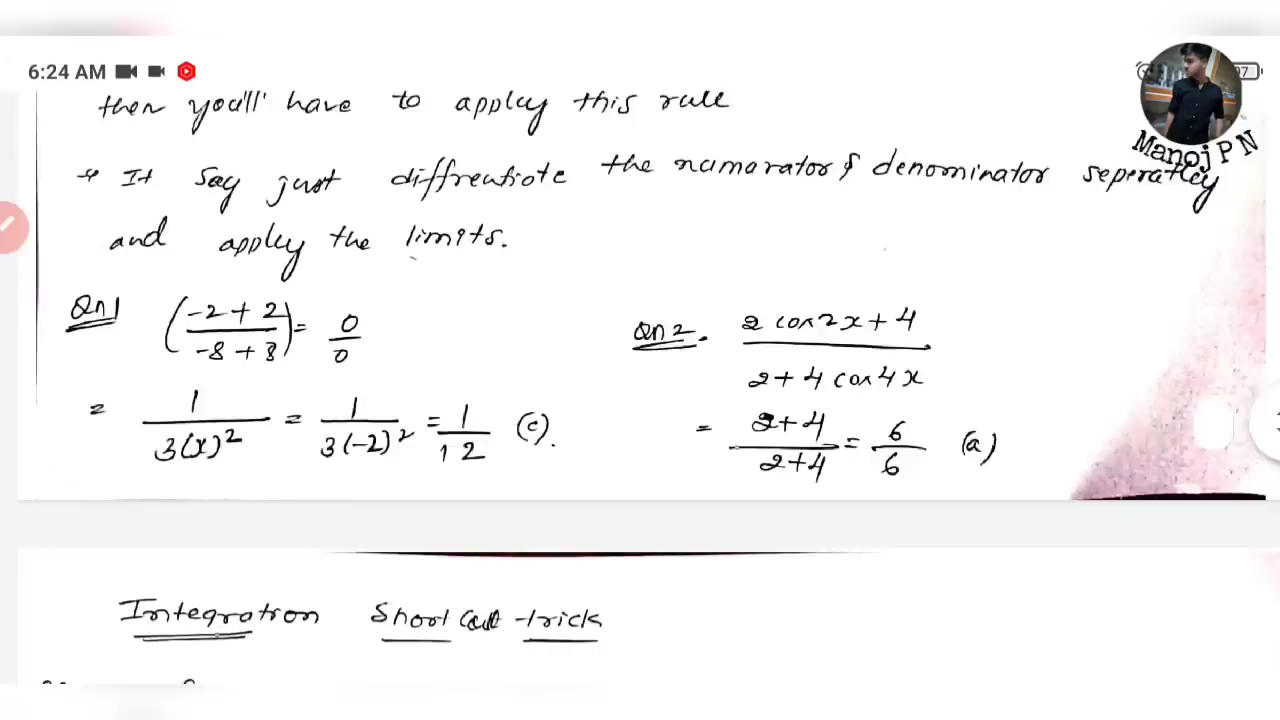 6:24 AM
97
Manoj P N
then you'll have to apply this rule
It say just diffrentiote the namarator & denominator seperatley
and apply the limits.
Qn1 (-2 + 2 / -8 + 8) = 0/0
= 1 / 3(x)² = 1 / 3(-2)² = 1/12 (c).
Qn2. 2 cos 2x + 4 / 2 + 4 cos 4x
= 2+4 / 2+4 = 6/6 (a)
Integration Short cut trick